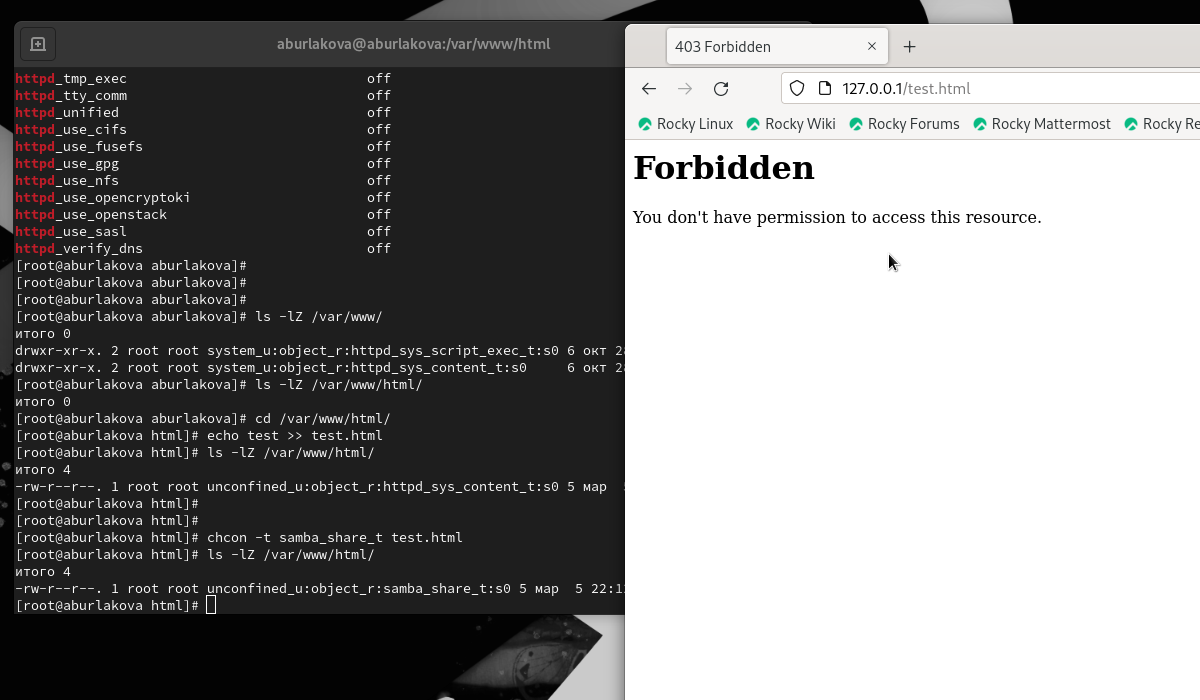 aburlakova@aburlakova:/var/www/html
httpd_tmp_exec off
httpd_tty_comm off
httpd_unified off
httpd_use_cifs off
httpd_use_fusefs off
httpd_use_gpg off
httpd_use_nfs off
httpd_use_opencryptoki off
httpd_use_openstack off
httpd_use_sasl off
httpd_verify_dns off
[root@aburlakova aburlakova]#
[root@aburlakova aburlakova]#
[root@aburlakova aburlakova]#
[root@aburlakova aburlakova]# ls -lZ /var/www/
итого 0
drwxr-xr-x. 2 root root system_u:object_r:httpd_sys_script_exec_t:s0 6 окт
drwxr-xr-x. 2 root root system_u:object_r:httpd_sys_content_t:s0 6 окт
[root@aburlakova aburlakova]# ls -lZ /var/www/html/
итого 0
[root@aburlakova aburlakova]# cd /var/www/html/
[root@aburlakova html]# echo test >> test.html
[root@aburlakova html]# ls -lZ /var/www/html/
итого 4
-rw-r--r--. 1 root root unconfined_u:object_r:httpd_sys_content_t:s0 5 мар
[root@aburlakova html]#
[root@aburlakova html]#
[root@aburlakova html]# chcon -t samba_share_t test.html
[root@aburlakova html]# ls -lZ /var/www/html/
итого 4
-rw-r--r--. 1 root root unconfined_u:object_r:samba_share_t:s0 5 мар 5
[root@aburlakova html]#
403 Forbidden
127.0.0.1/test.html
Rocky Linux Rocky Wiki Rocky Forums Rocky Mattermost Rocky Re
Forbidden
You don't have permission to access this resource.